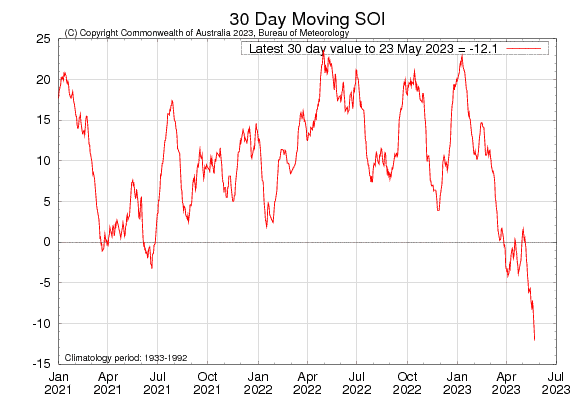 30 Day Moving SOI
(C) Copyright Commonwealth of Australia 2023, Bureau of Meteorology
Latest 30 day value to 23 May 2023 = -12.1
25
20
15
10
5
0
-5
-10
-15
Climatology period: 1933-1992
Jan Apr Jul Oct Jan Apr Jul Oct Jan Apr Jul
2021 2021 2021 2021 2022 2022 2022 2022 2023 2023 2023